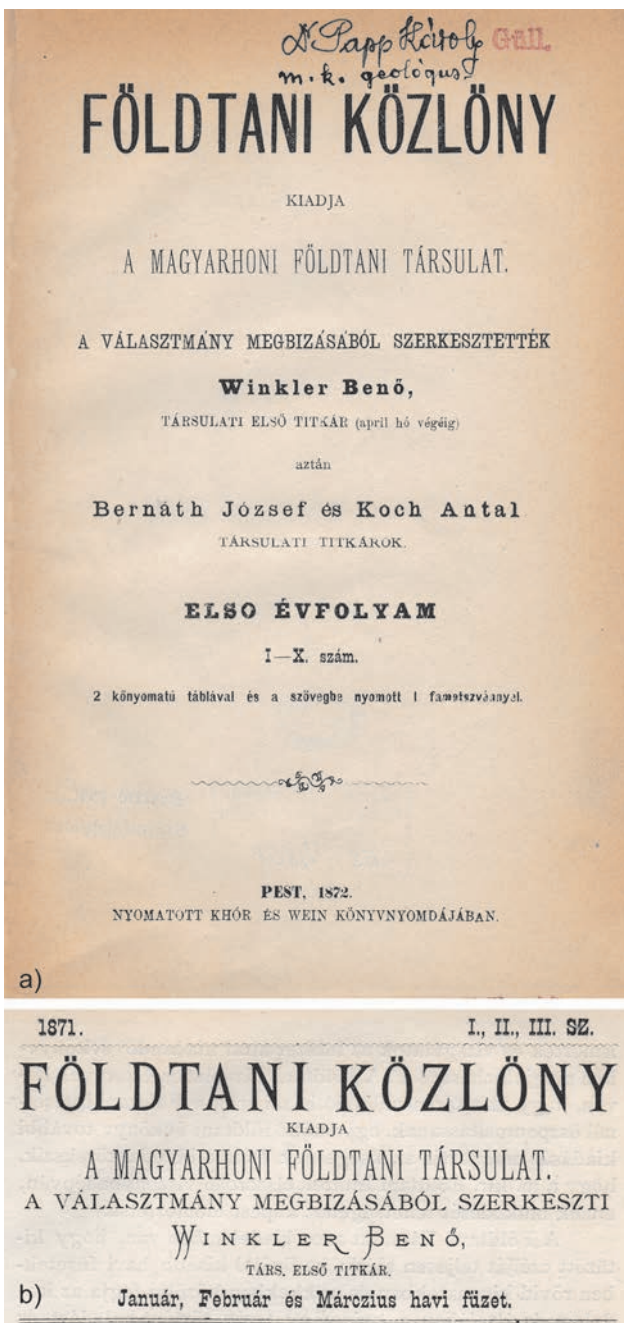 Dr Papp Károly Güll.
m. k. geológus
FÖLDTANI KÖZLÖNY
KIADJA
A MAGYARHONI FÖLDTANI TÁRSULAT.
A VÁLASZTMÁNY MEGBIZÁSÁBÓL SZERKESZTETTÉK
Winkler Benő,
TÁRSULATI ELSŐ TITKÁR (april hó végéig)
aztán
Bernáth József és Koch Antal
TÁRSULATI TITKÁROK.
ELSO ÉVFOLYAM
I—X. szám.
2 kőnyomatú táblával és a szövegbe nyomott I fametszvénnyel.
PEST, 1872.
NYOMATOTT KHÓR ÉS WEIN KÖNYVNYOMDÁJÁBAN.
a)
1871. I., II., III. SZ.
FÖLDTANI KÖZLÖNY
KIADJA
A MAGYARHONI FÖLDTANI TÁRSULAT.
A VÁLASZTMÁNY MEGBIZÁSÁBÓL SZERKESZTI
WINKLER BENŐ,
TÁRS. ELSŐ TITKÁR.
b) Január, Február és Márczius havi füzet.